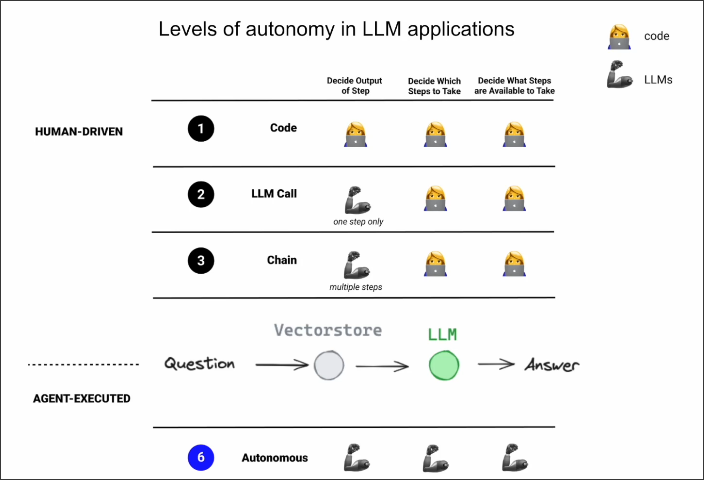 Levels of autonomy in LLM applications
code
LLMs
Decide Output
of Step
Decide Which
Steps to Take
Decide What Steps
are Available to Take
HUMAN-DRIVEN
1
Code
2
LLM Call
one step only
3
Chain
multiple steps
Vectorstore
LLM
Question
Answer
AGENT-EXECUTED
6
Autonomous